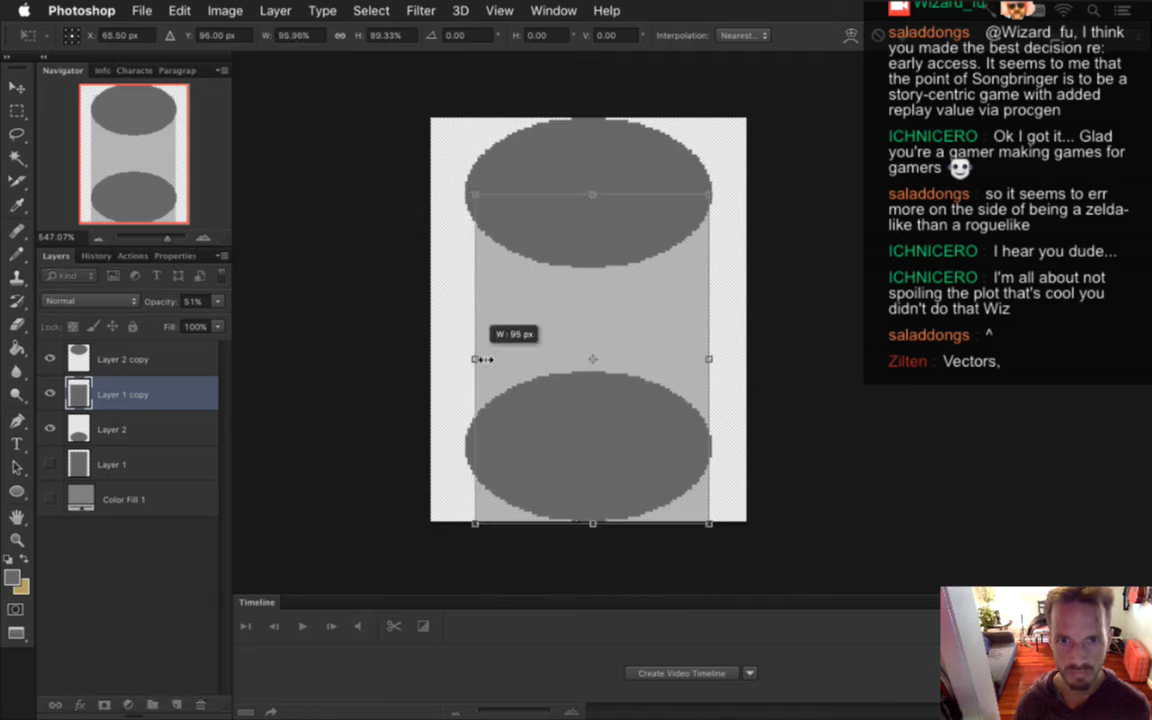 Photoshop File Edit Image Layer Type Select Filter 3D View Window Help
X: 65.50 px Y: 96.00 px W: 95.96% H: 89.33% 0.00 H: 0.00 V: 0.00 Interpolation: Nearest...
Navigator Info Characte Paragrap
547.07%
Layers History Actions Properties
Kind
Normal Opacity: 51%
Lock: Fill: 100%
Layer 2 copy
Layer 1 copy
Layer 2
Layer 1
Color Fill 1
W: 95 px
Timeline
Create Video Timeline
Wizard_fu
saladdongs @Wizard_fu, I think
you made the best decision re:
early access. It seems to me that
the point of Songbringer is to be a
story-centric game with added
replay value via procgen
ICHNICERO : Ok I got it... Glad
you're a gamer making games for
gamers
saladdongs : so it seems to err
more on the side of being a zelda-
like than a roguelike
ICHNICERO : I hear you dude...
ICHNICERO : I'm all about not
spoiling the plot that's cool you
didn't do that Wiz
saladdongs : ^
Zilten : Vectors,